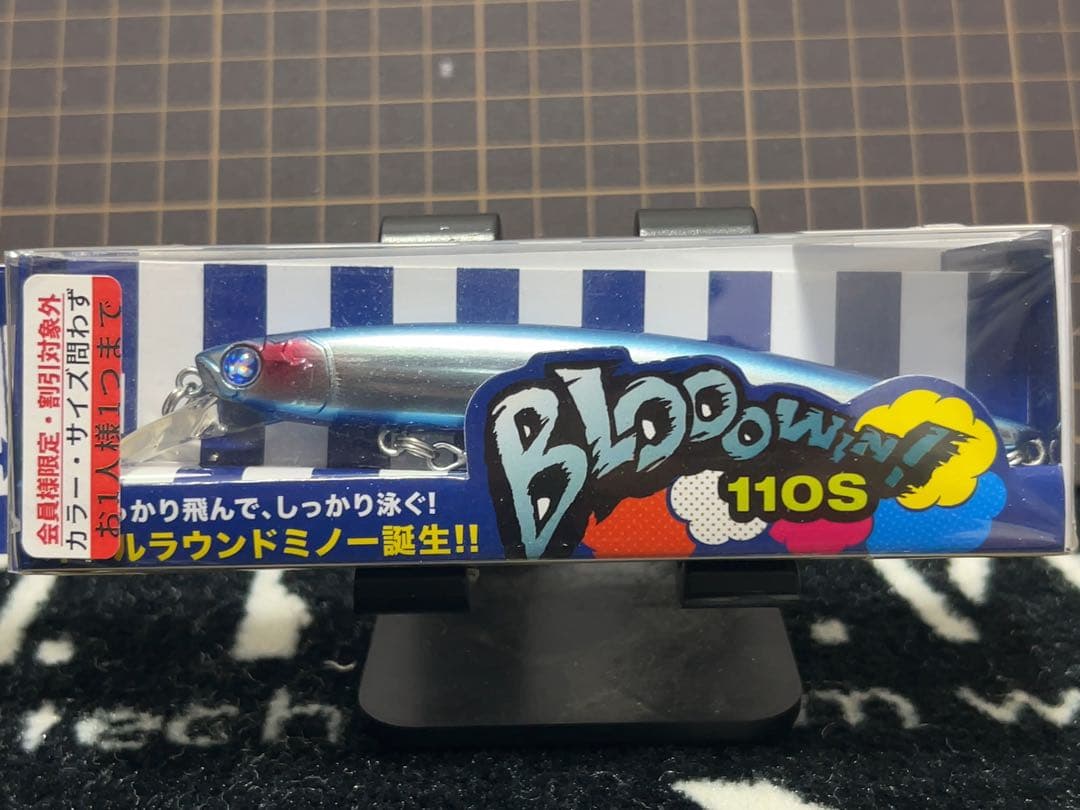 会員様限定・割引対象外
カラー・サイズ問わず
お1人様1つまで
かり飛んで、しっかり泳ぐ!
ルラウンドミノー誕生!!
BLOOOWIN!
110S
ech